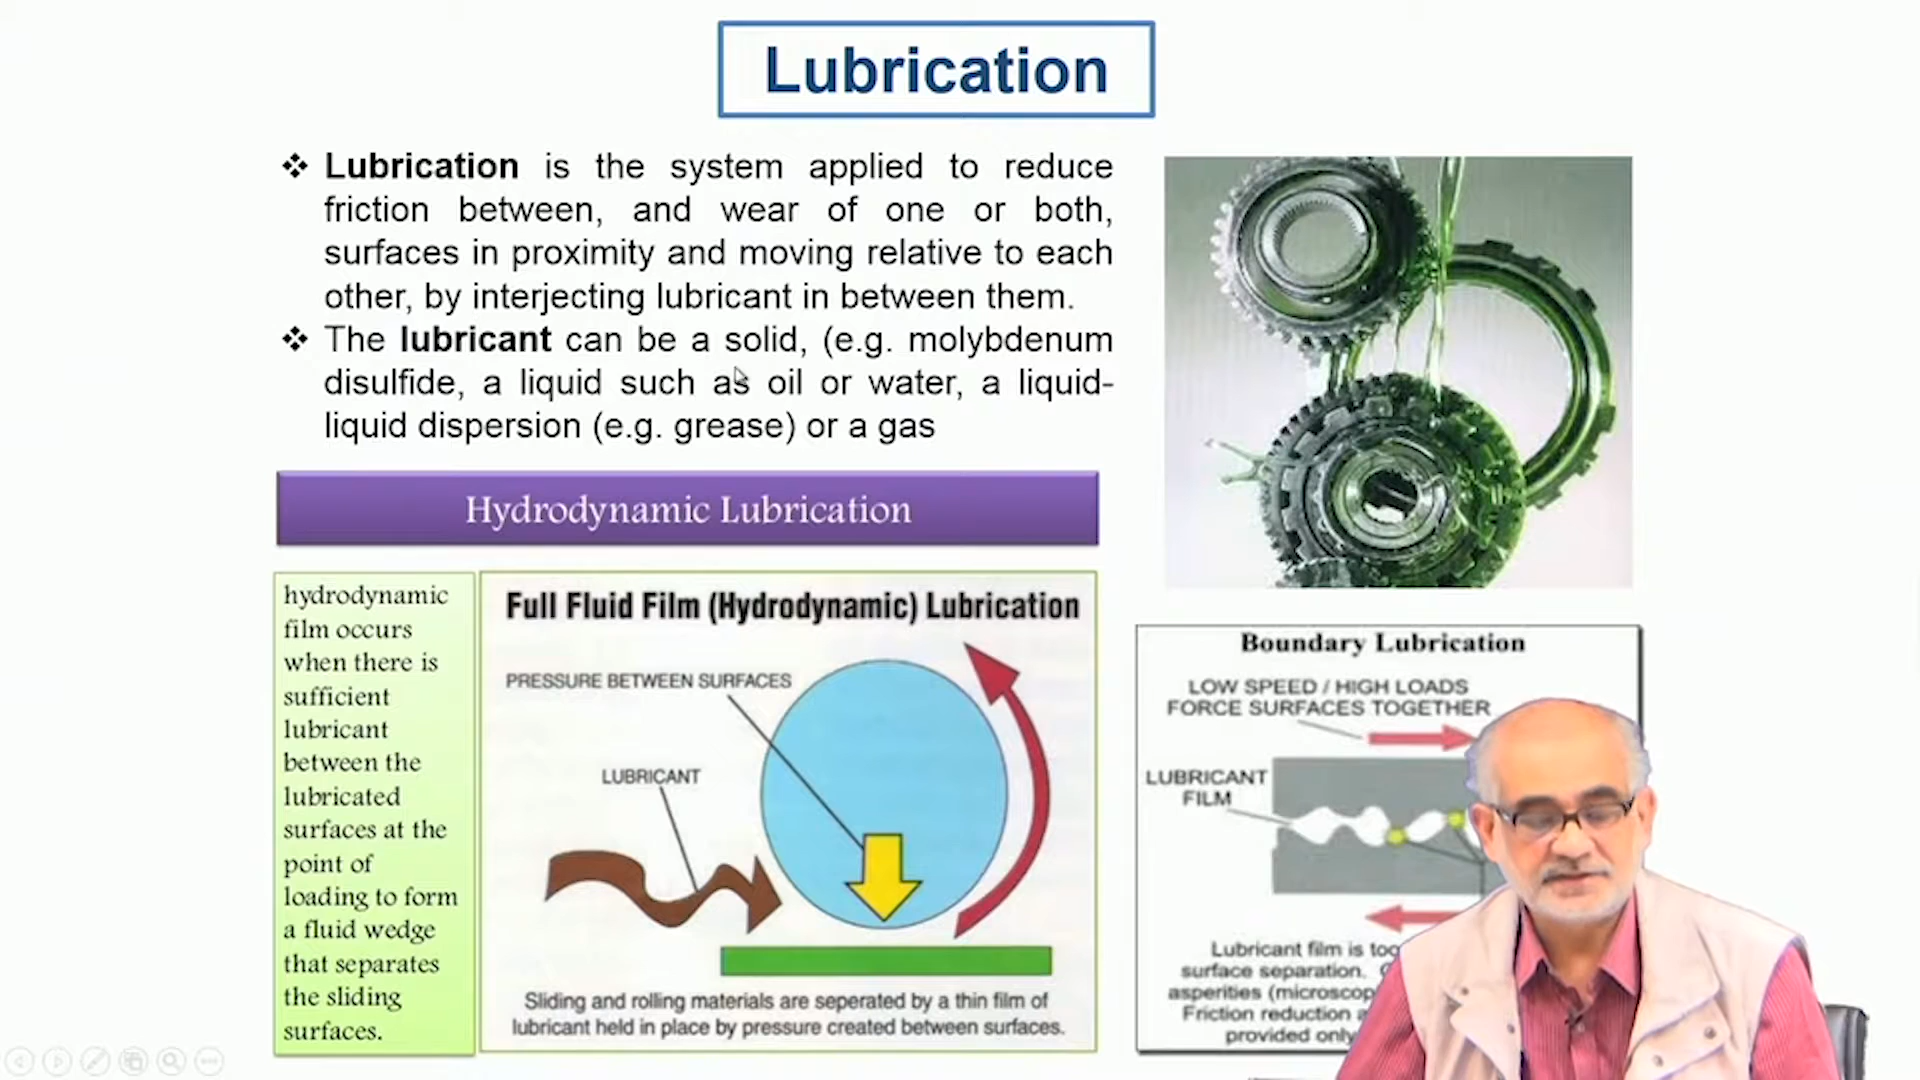 Lubrication
❖ Lubrication is the system applied to reduce
friction between, and wear of one or both,
surfaces in proximity and moving relative to each
other, by interjecting lubricant in between them.
❖ The lubricant can be a solid, (e.g. molybdenum
disulfide, a liquid such as oil or water, a liquid-
liquid dispersion (e.g. grease) or a gas
Hydrodynamic Lubrication
hydrodynamic
film occurs
when there is
sufficient
lubricant
between the
lubricated
surfaces at the
point of
loading to form
a fluid wedge
that separates
the sliding
surfaces.
Full Fluid Film (Hydrodynamic) Lubrication
PRESSURE BETWEEN SURFACES
LUBRICANT
Sliding and rolling materials are seperated by a thin film of
lubricant held in place by pressure created between surfaces.
Boundary Lubrication
LOW SPEED / HIGH LOADS
FORCE SURFACES TOGETHER
LUBRICANT
FILM
Lubricant film is
surface separation.
asperities
Friction reduction
provided only